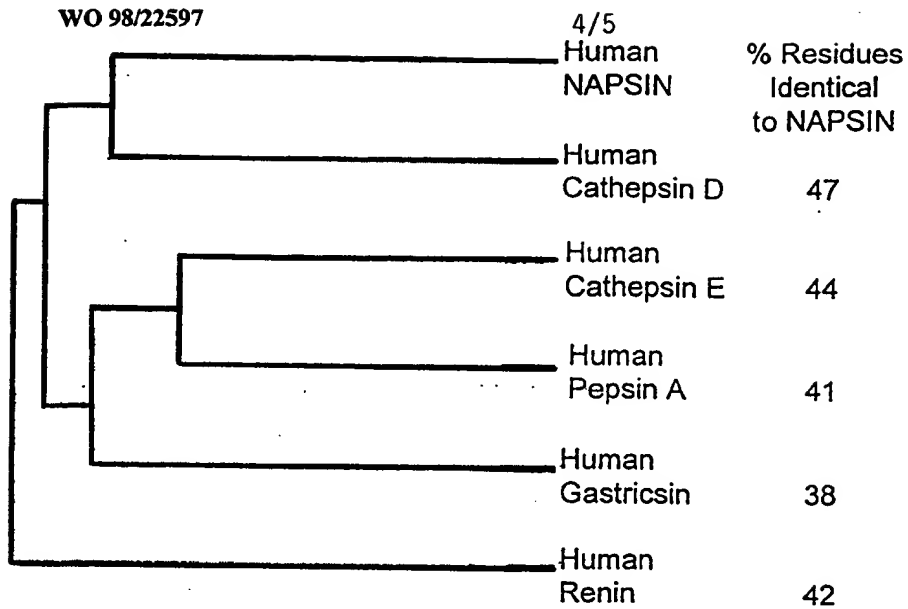 WO 98/22597
4/5
Human
NAPSIN
% Residues
Identical
to NAPSIN
Human
Cathepsin D 47
Human
Cathepsin E 44
Human
Pepsin A 41
Human
Gastricsin 38
Human
Renin 42